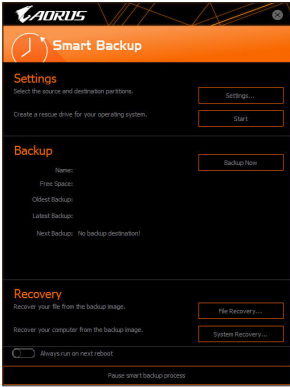 AORUS
Smart Backup
Settings
Select the source and destination partitions.
Settings...
Create a rescue drive for your operating system.
Start
Backup
Backup Now
Name:
Free Space:
Oldest Backup:
Latest Backup:
Next Backup: No backup destination!
Recovery
Recover your file from the backup image.
File Recovery...
Recover your computer from the backup image.
System Recovery...
Always run on next reboot
Pause smart backup process